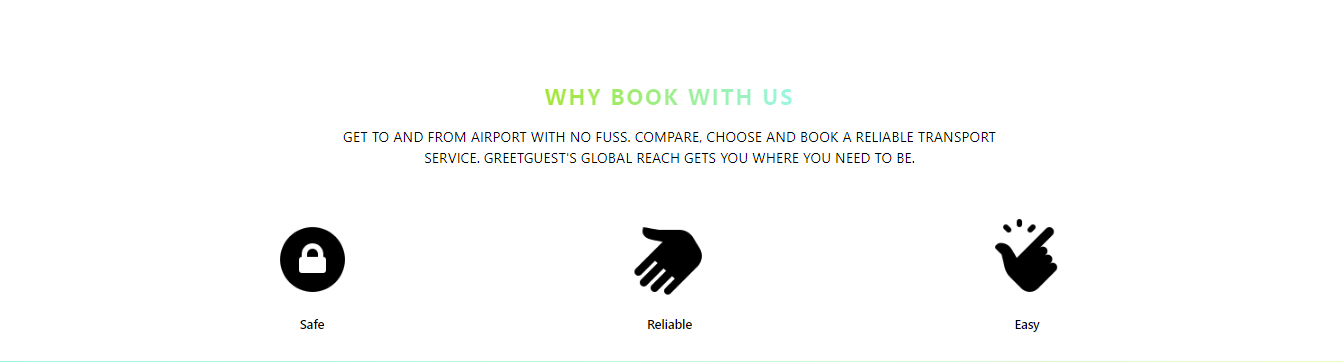 WHY BOOK WITH US
GET TO AND FROM AIRPORT WITH NO FUSS. COMPARE, CHOOSE AND BOOK A RELIABLE TRANSPORT
SERVICE. GREETGUEST'S GLOBAL REACH GETS YOU WHERE YOU NEED TO BE.
Safe
Reliable
Easy